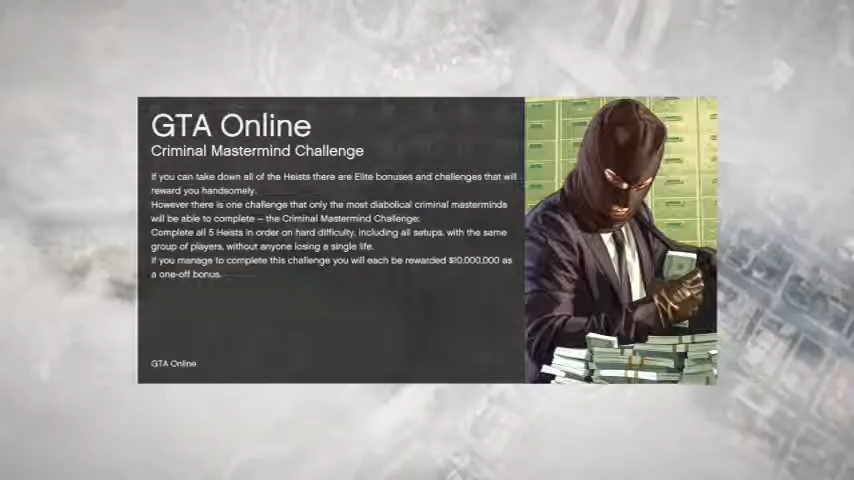 GTA Online
Criminal Mastermind Challenge
If you can take down all of the Heists there are Elite bonuses and challenges that will
reward you handsomely.
However there is one challenge that only the most diabolical criminal masterminds
will be able to complete – the Criminal Mastermind Challenge:
Complete all 5 Heists in order on hard difficulty, including all setups, with the same
group of players, without anyone losing a single life.
If you manage to complete this challenge you will each be rewarded $10,000,000 as
a one-off bonus.
GTA Online